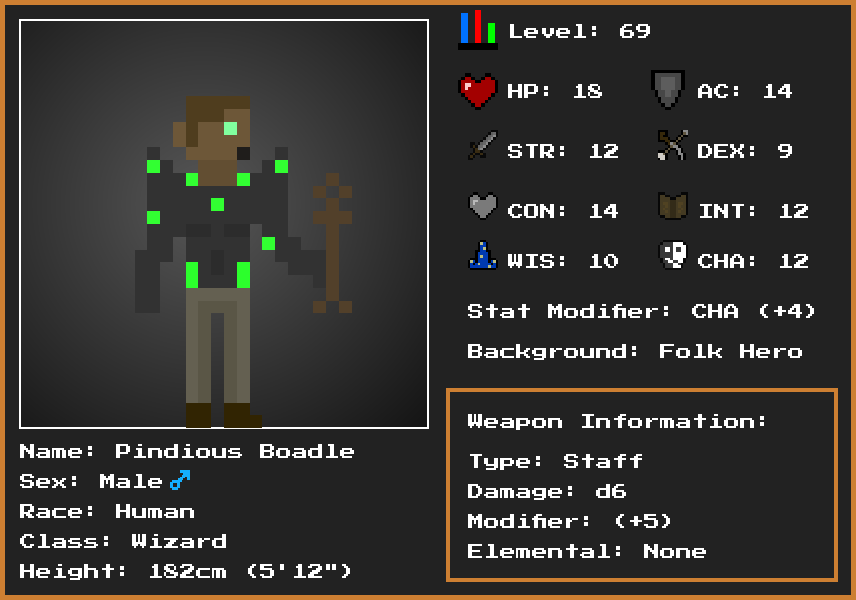 Level: 69
HP: 18
AC: 14
STR: 12
DEX: 9
CON: 14
INT: 12
WIS: 10
CHA: 12
Stat Modifier: CHA (+4)
Background: Folk Hero
Weapon Information:
Type: Staff
Damage: d6
Modifier: (+5)
Elemental: None
Name: Pindious Boadle
Sex: Male♂
Race: Human
Class: Wizard
Height: 182cm (5'12")